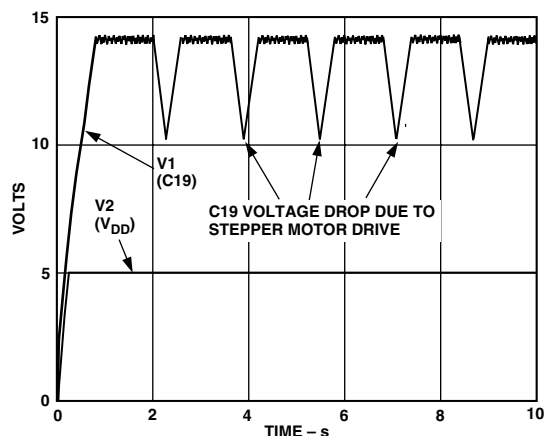 15
10
5
0
VOLTS
V1
(C19)
V2
(VDD)
C19 VOLTAGE DROP DUE TO
STEPPER MOTOR DRIVE
0 2 4 6 8 10
TIME – s